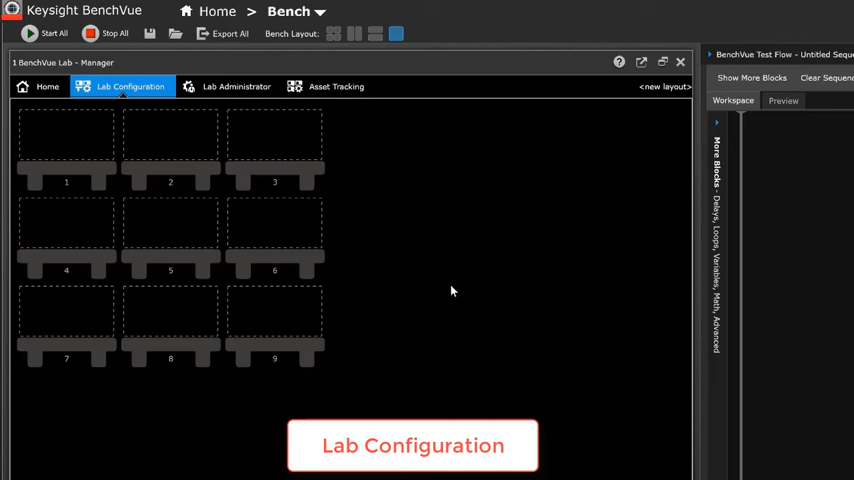 Keysight BenchVue
Home > Bench
Start All
Stop All
Export All
Bench Layout:
1 BenchVue Lab - Manager
Home
Lab Configuration
Lab Administrator
Asset Tracking
<new layout>
1 2 3
4 5 6
7 8 9
BenchVue Test Flow - Untitled Sequenc
Show More Blocks
Clear Sequenc
Workspace
Preview
More Blocks - Delays, Loops, Variables, Math, Advanced
Lab Configuration